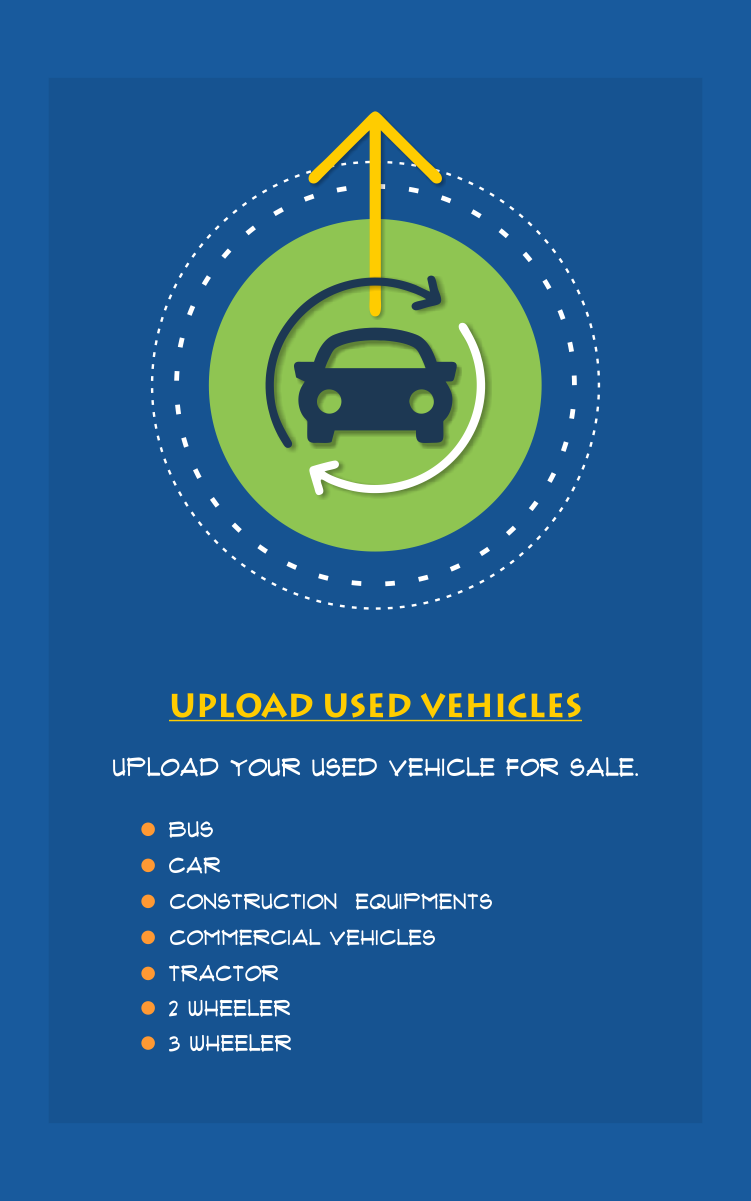 UPLOAD USED VEHICLES
UPLOAD YOUR USED VEHICLE FOR SALE.
BUS
CAR
CONSTRUCTION EQUIPMENTS
COMMERCIAL VEHICLES
TRACTOR
2 WHEELER
3 WHEELER